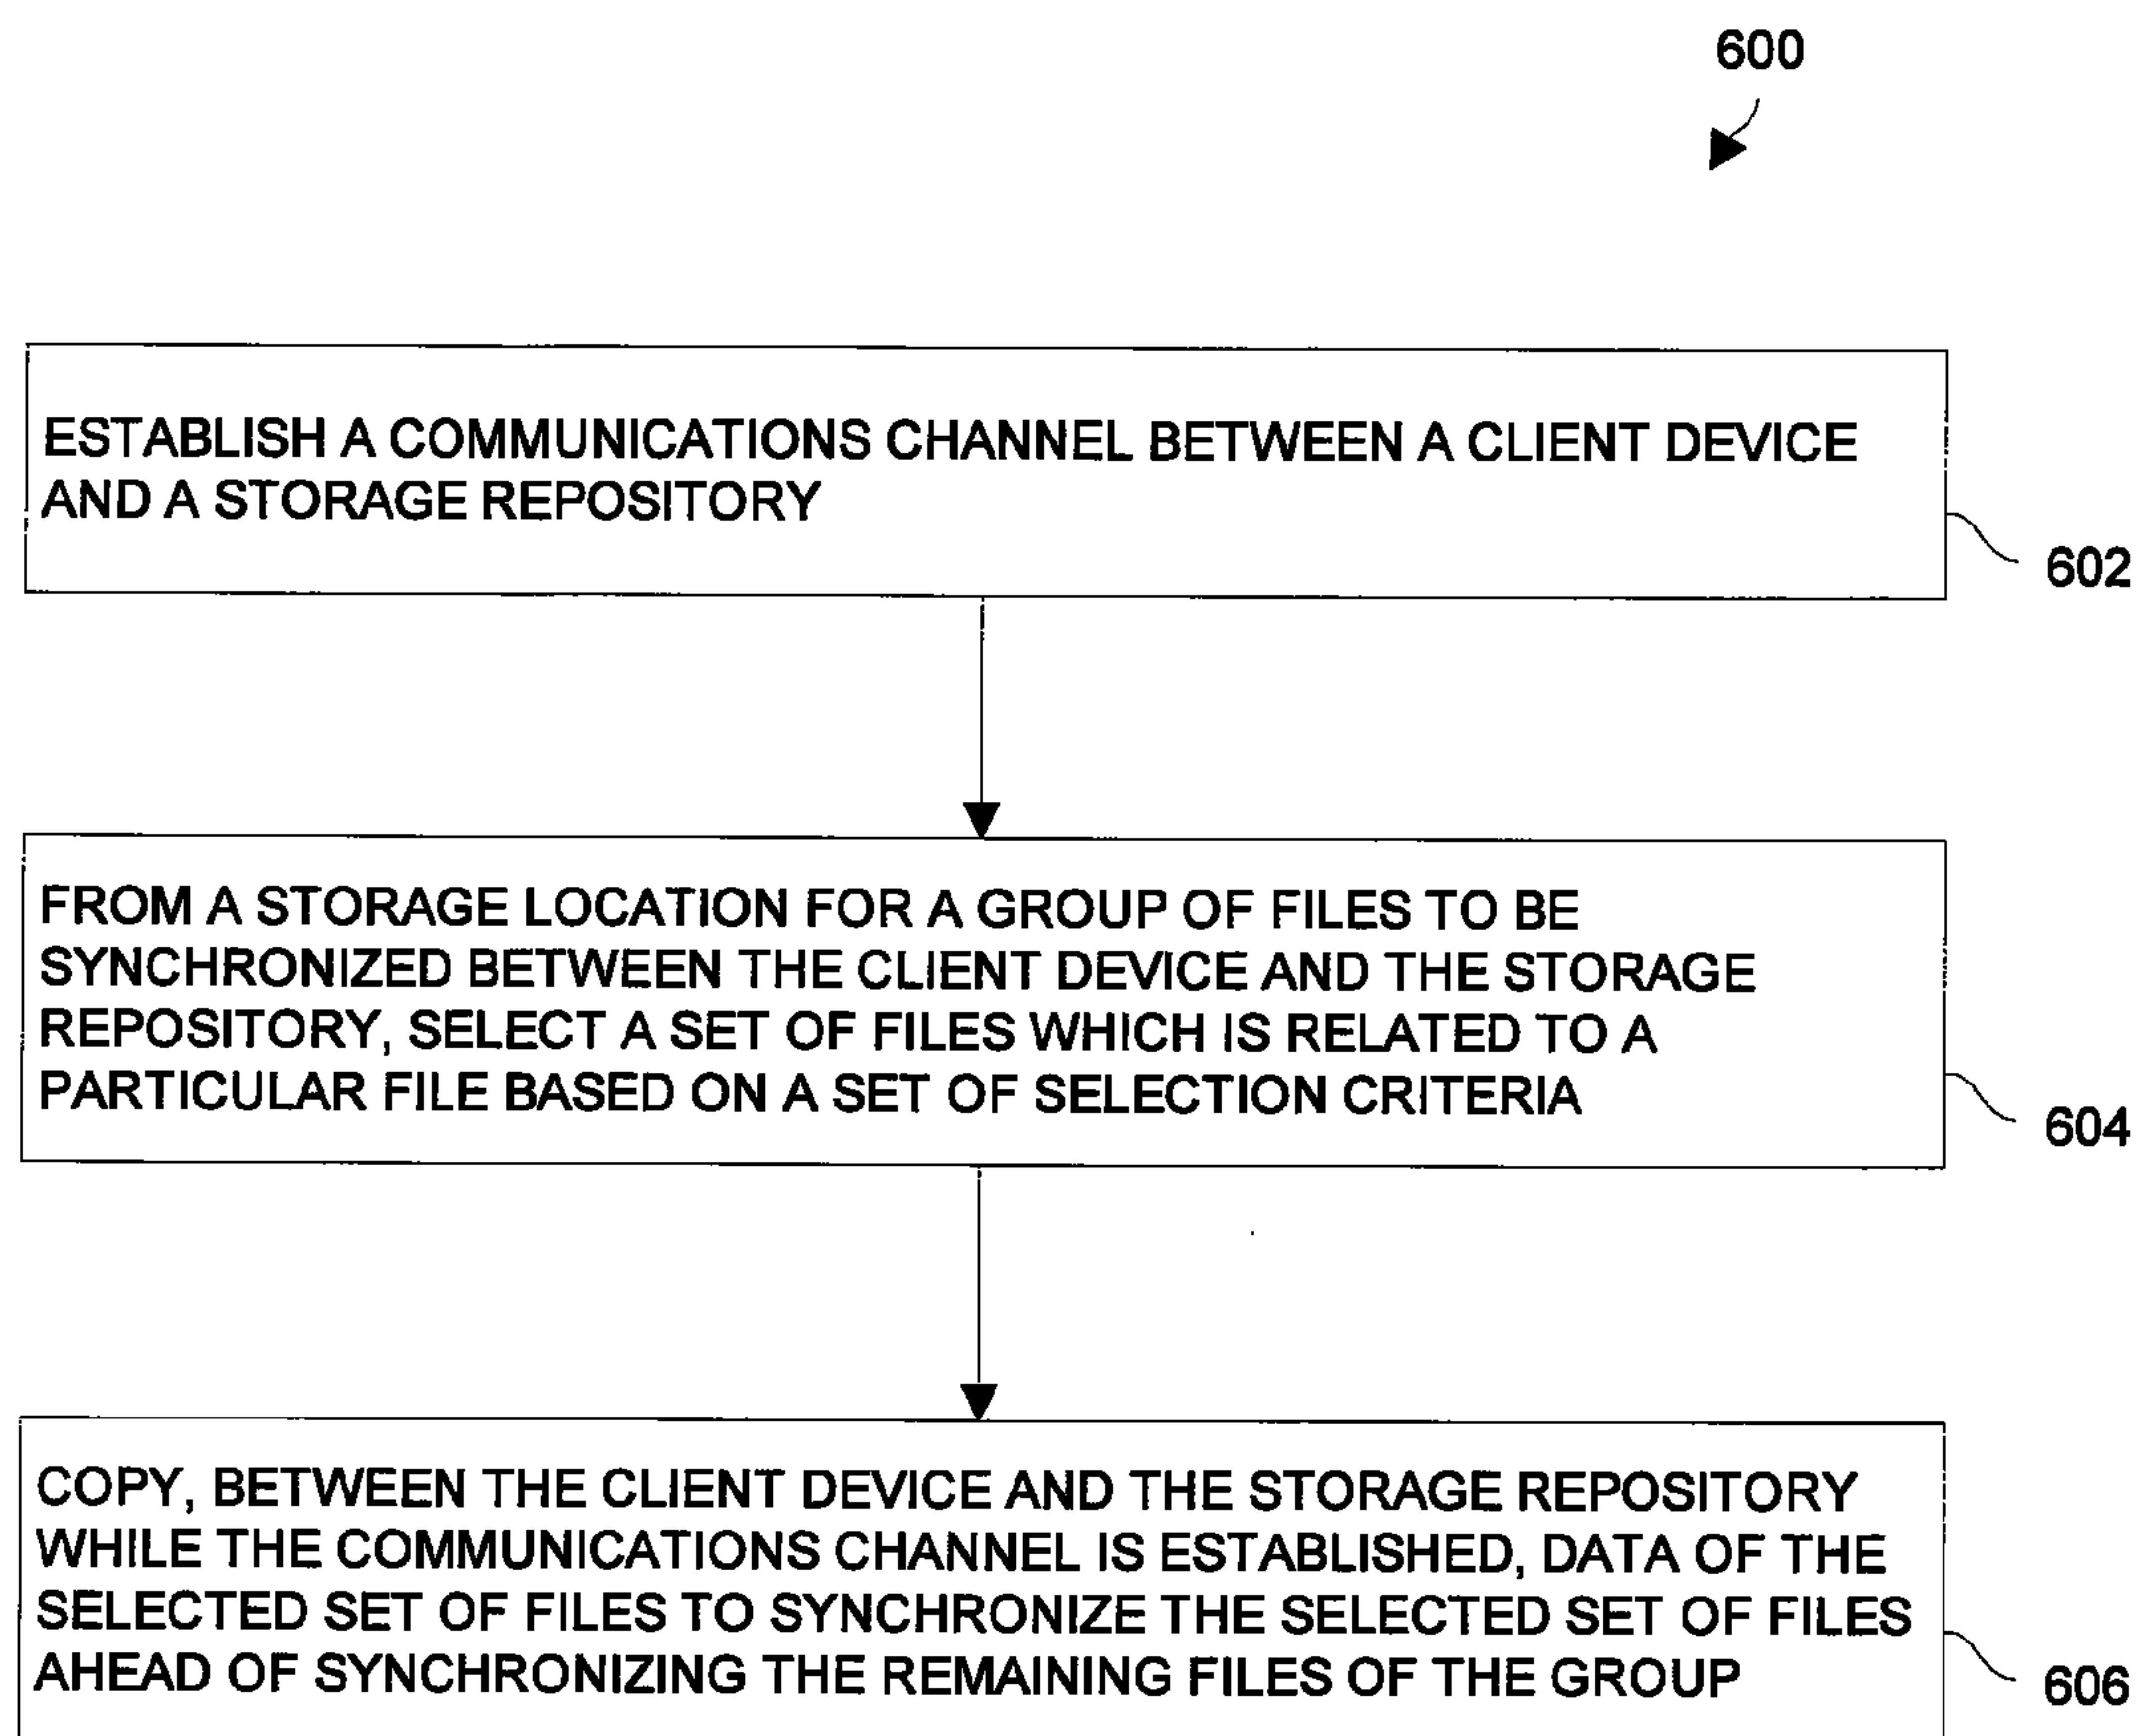 600
ESTABLISH A COMMUNICATIONS CHANNEL BETWEEN A CLIENT DEVICE
AND A STORAGE REPOSITORY
602
FROM A STORAGE LOCATION FOR A GROUP OF FILES TO BE
SYNCHRONIZED BETWEEN THE CLIENT DEVICE AND THE STORAGE
REPOSITORY, SELECT A SET OF FILES WHICH IS RELATED TO A
PARTICULAR FILE BASED ON A SET OF SELECTION CRITERIA
604
COPY, BETWEEN THE CLIENT DEVICE AND THE STORAGE REPOSITORY
WHILE THE COMMUNICATIONS CHANNEL IS ESTABLISHED, DATA OF THE
SELECTED SET OF FILES TO SYNCHRONIZE THE SELECTED SET OF FILES
AHEAD OF SYNCHRONIZING THE REMAINING FILES OF THE GROUP
606